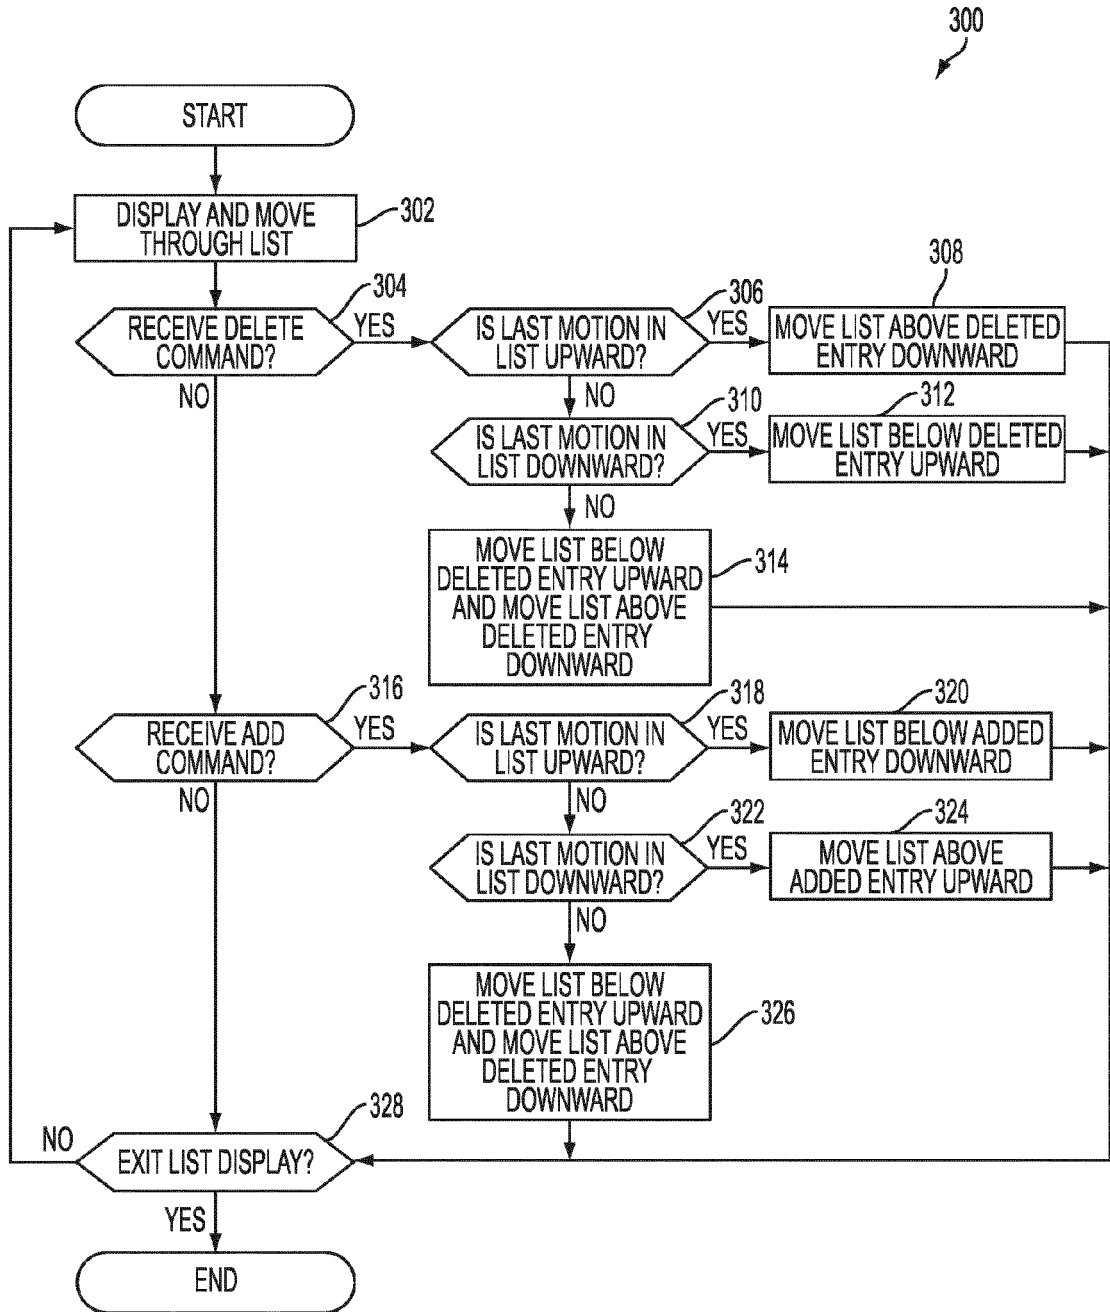 300
START
DISPLAY AND MOVE
THROUGH LIST
302
RECEIVE DELETE
COMMAND?
304
YES
NO
IS LAST MOTION IN
LIST UPWARD?
306
YES
NO
MOVE LIST ABOVE DELETED
ENTRY DOWNWARD
308
IS LAST MOTION IN
LIST DOWNWARD?
310
YES
NO
MOVE LIST BELOW DELETED
ENTRY UPWARD
312
MOVE LIST BELOW
DELETED ENTRY UPWARD
AND MOVE LIST ABOVE
DELETED ENTRY
DOWNWARD
314
RECEIVE ADD
COMMAND?
316
YES
NO
IS LAST MOTION IN
LIST UPWARD?
318
YES
NO
MOVE LIST BELOW ADDED
ENTRY DOWNWARD
320
IS LAST MOTION IN
LIST DOWNWARD?
322
YES
NO
MOVE LIST ABOVE
ADDED ENTRY UPWARD
324
MOVE LIST BELOW
DELETED ENTRY UPWARD
AND MOVE LIST ABOVE
DELETED ENTRY
DOWNWARD
326
EXIT LIST DISPLAY?
328
NO
YES
END